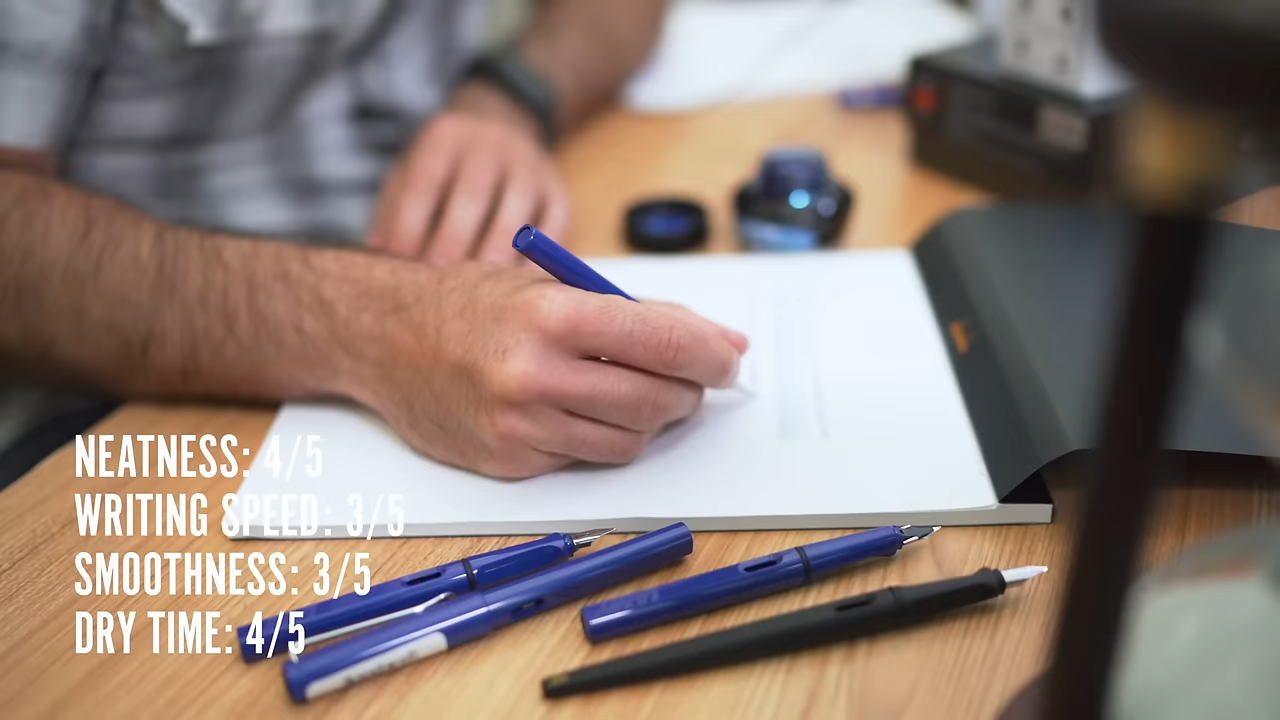 NEATNESS: 4/5
WRITING SPEED: 3/5
SMOOTHNESS: 3/5
DRY TIME: 4/5